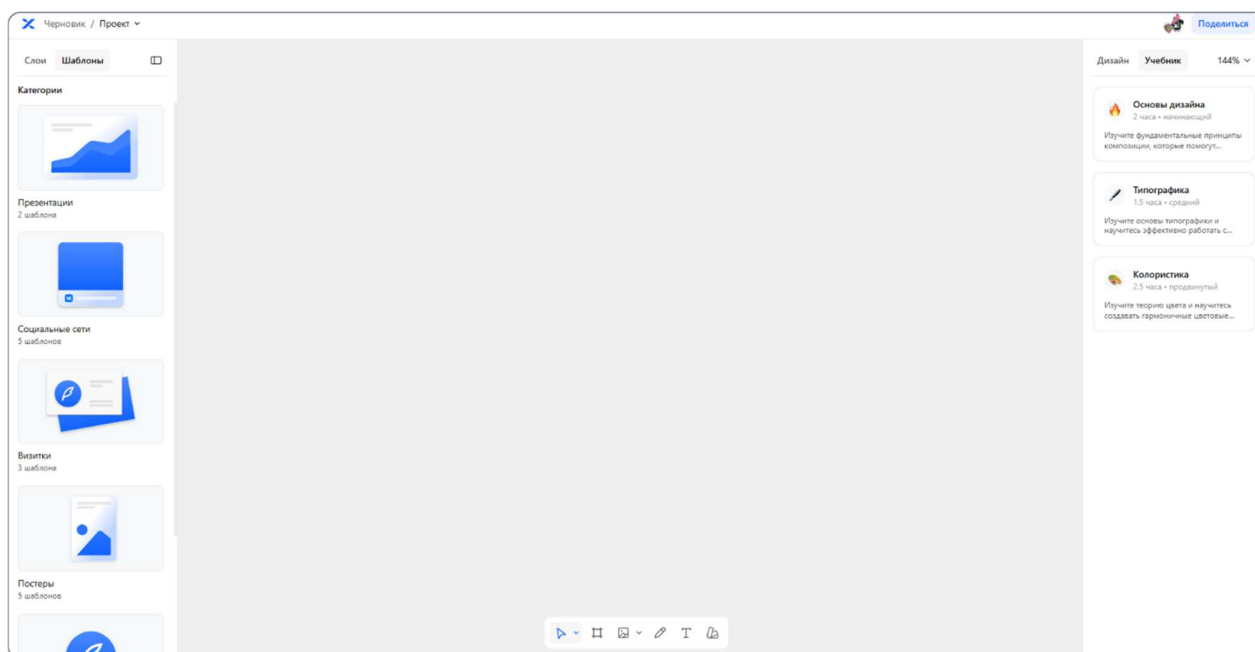 Черновик / Проект
Поделиться
Слои Шаблоны
Категории
Презентации
2 шаблона
Социальные сети
5 шаблонов
Визитки
3 шаблона
Постеры
5 шаблонов
Дизайн Учебник 144%
Основы дизайна
2 часа • начинающий
Изучите фундаментальные принципы
композиции, которые помогут...
Типографика
1.5 часа • средний
Изучите основы типографики и
научитесь эффективно работать с...
Колористика
2.5 часа • продвинутый
Изучите теорию цвета и научитесь
создавать гармоничные цветовые...